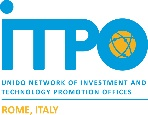 iTPO
UNIDO NETWORK OF INVESTMENT AND
TECHNOLOGY PROMOTION OFFICES
ROME, ITALY